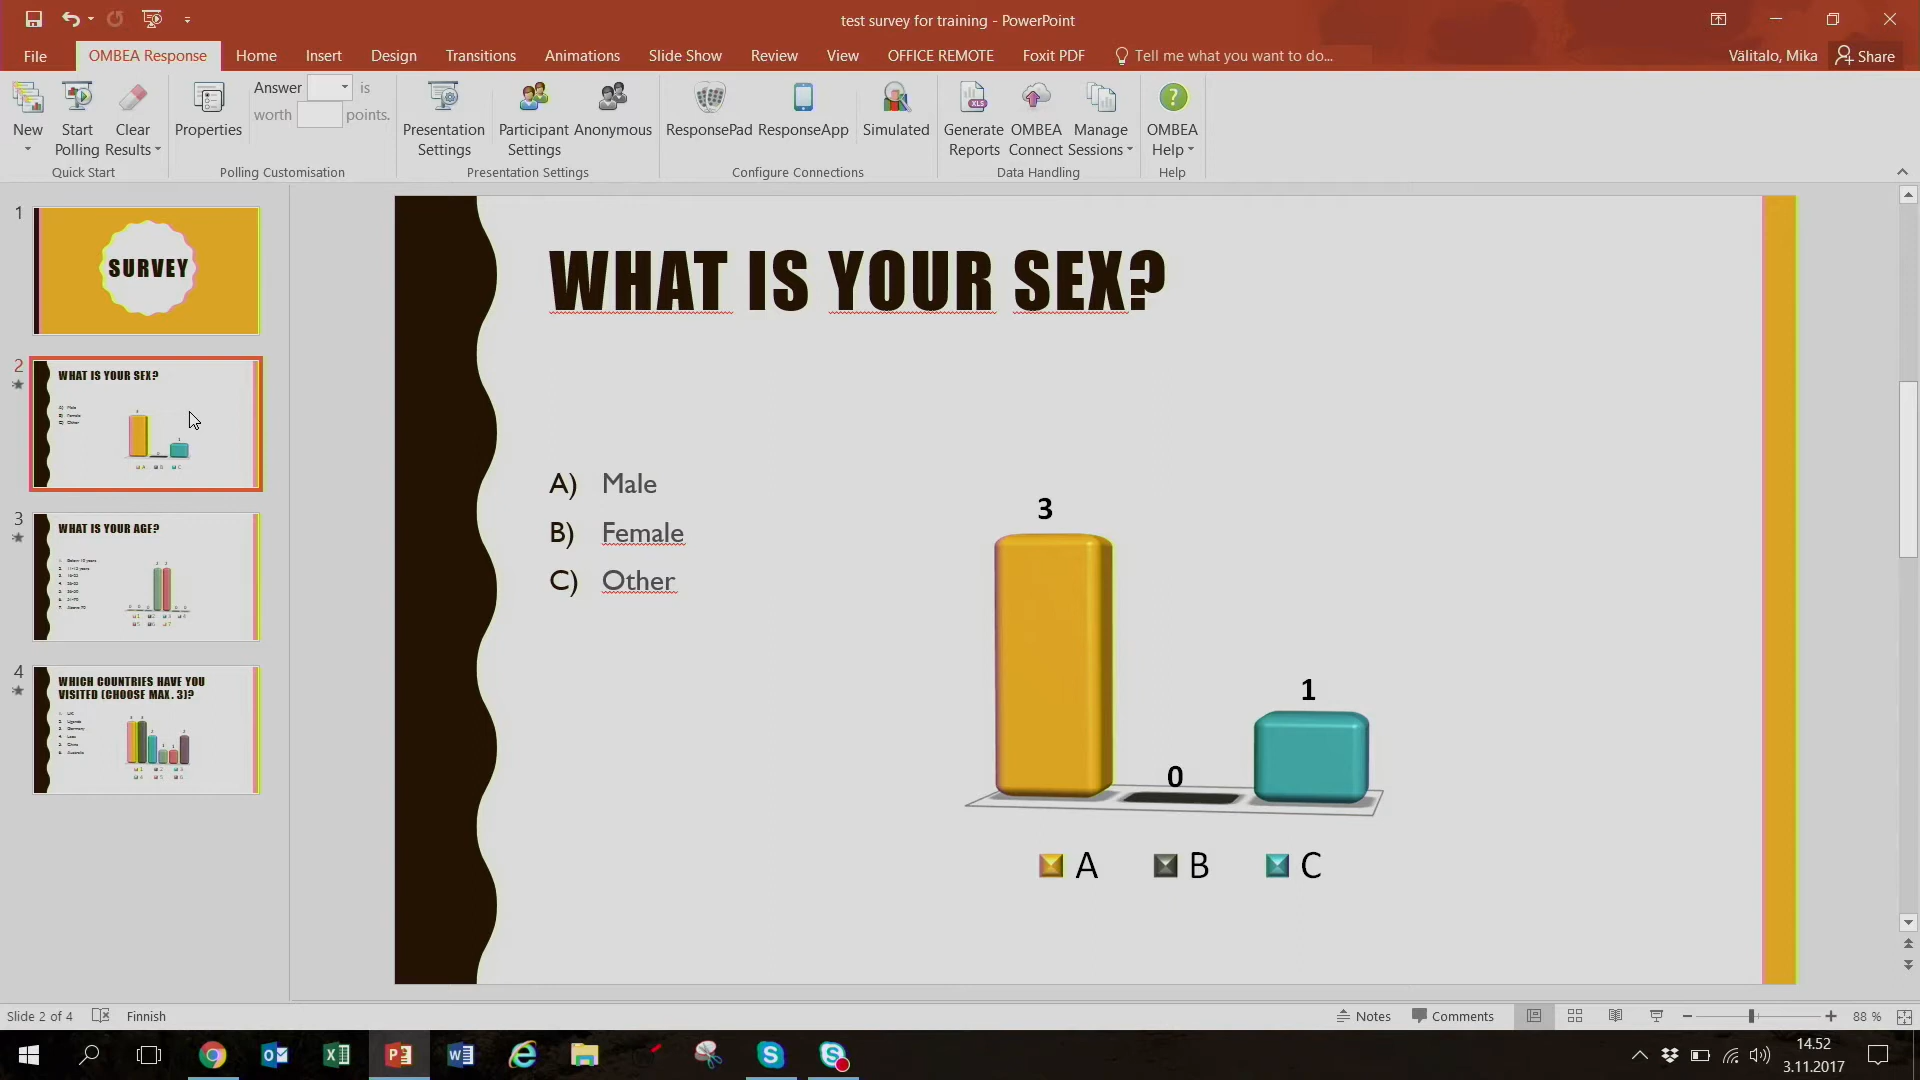 test survey for training - PowerPoint
File OMBEA Response Home Insert Design Transitions Animations Slide Show Review View OFFICE REMOTE Foxit PDF Tell me what you want to do... Välitalo, Mika Share
New
Start Polling
Clear Results
Quick Start
Properties
Answer is
worth points.
Polling Customisation
Presentation Settings
Participant Settings
Anonymous
Presentation Settings
ResponsePad
ResponseApp
Simulated
Configure Connections
Generate Reports
OMBEA Connect
Manage Sessions
Data Handling
OMBEA Help
Help
1
SURVEY
2
WHAT IS YOUR SEX?
A) Male
B) Female
C) Other
A B C
3
WHAT IS YOUR AGE?
4
WHICH COUNTRIES HAVE YOU
VISITED (CHOOSE MAX. 3)?
WHAT IS YOUR SEX?
A) Male
B) Female
C) Other
3
0
1
A B C
Slide 2 of 4 Finnish Notes Comments 88 %
14.52
3.11.2017